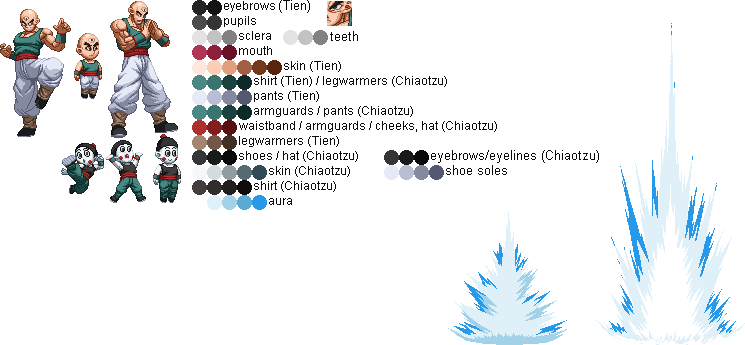 eyebrows (Tien)
pupils
sclera teeth
mouth
skin (Tien)
shirt (Tien) / legwarmers (Chiaotzu)
pants (Tien)
armguards / pants (Chiaotzu)
waistband / armguards / cheeks, hat (Chiaotzu)
legwarmers (Tien)
shoes / hat (Chiaotzu) eyebrows/eyelines (Chiaotzu)
skin (Chiaotzu) shoe soles
shirt (Chiaotzu)
aura